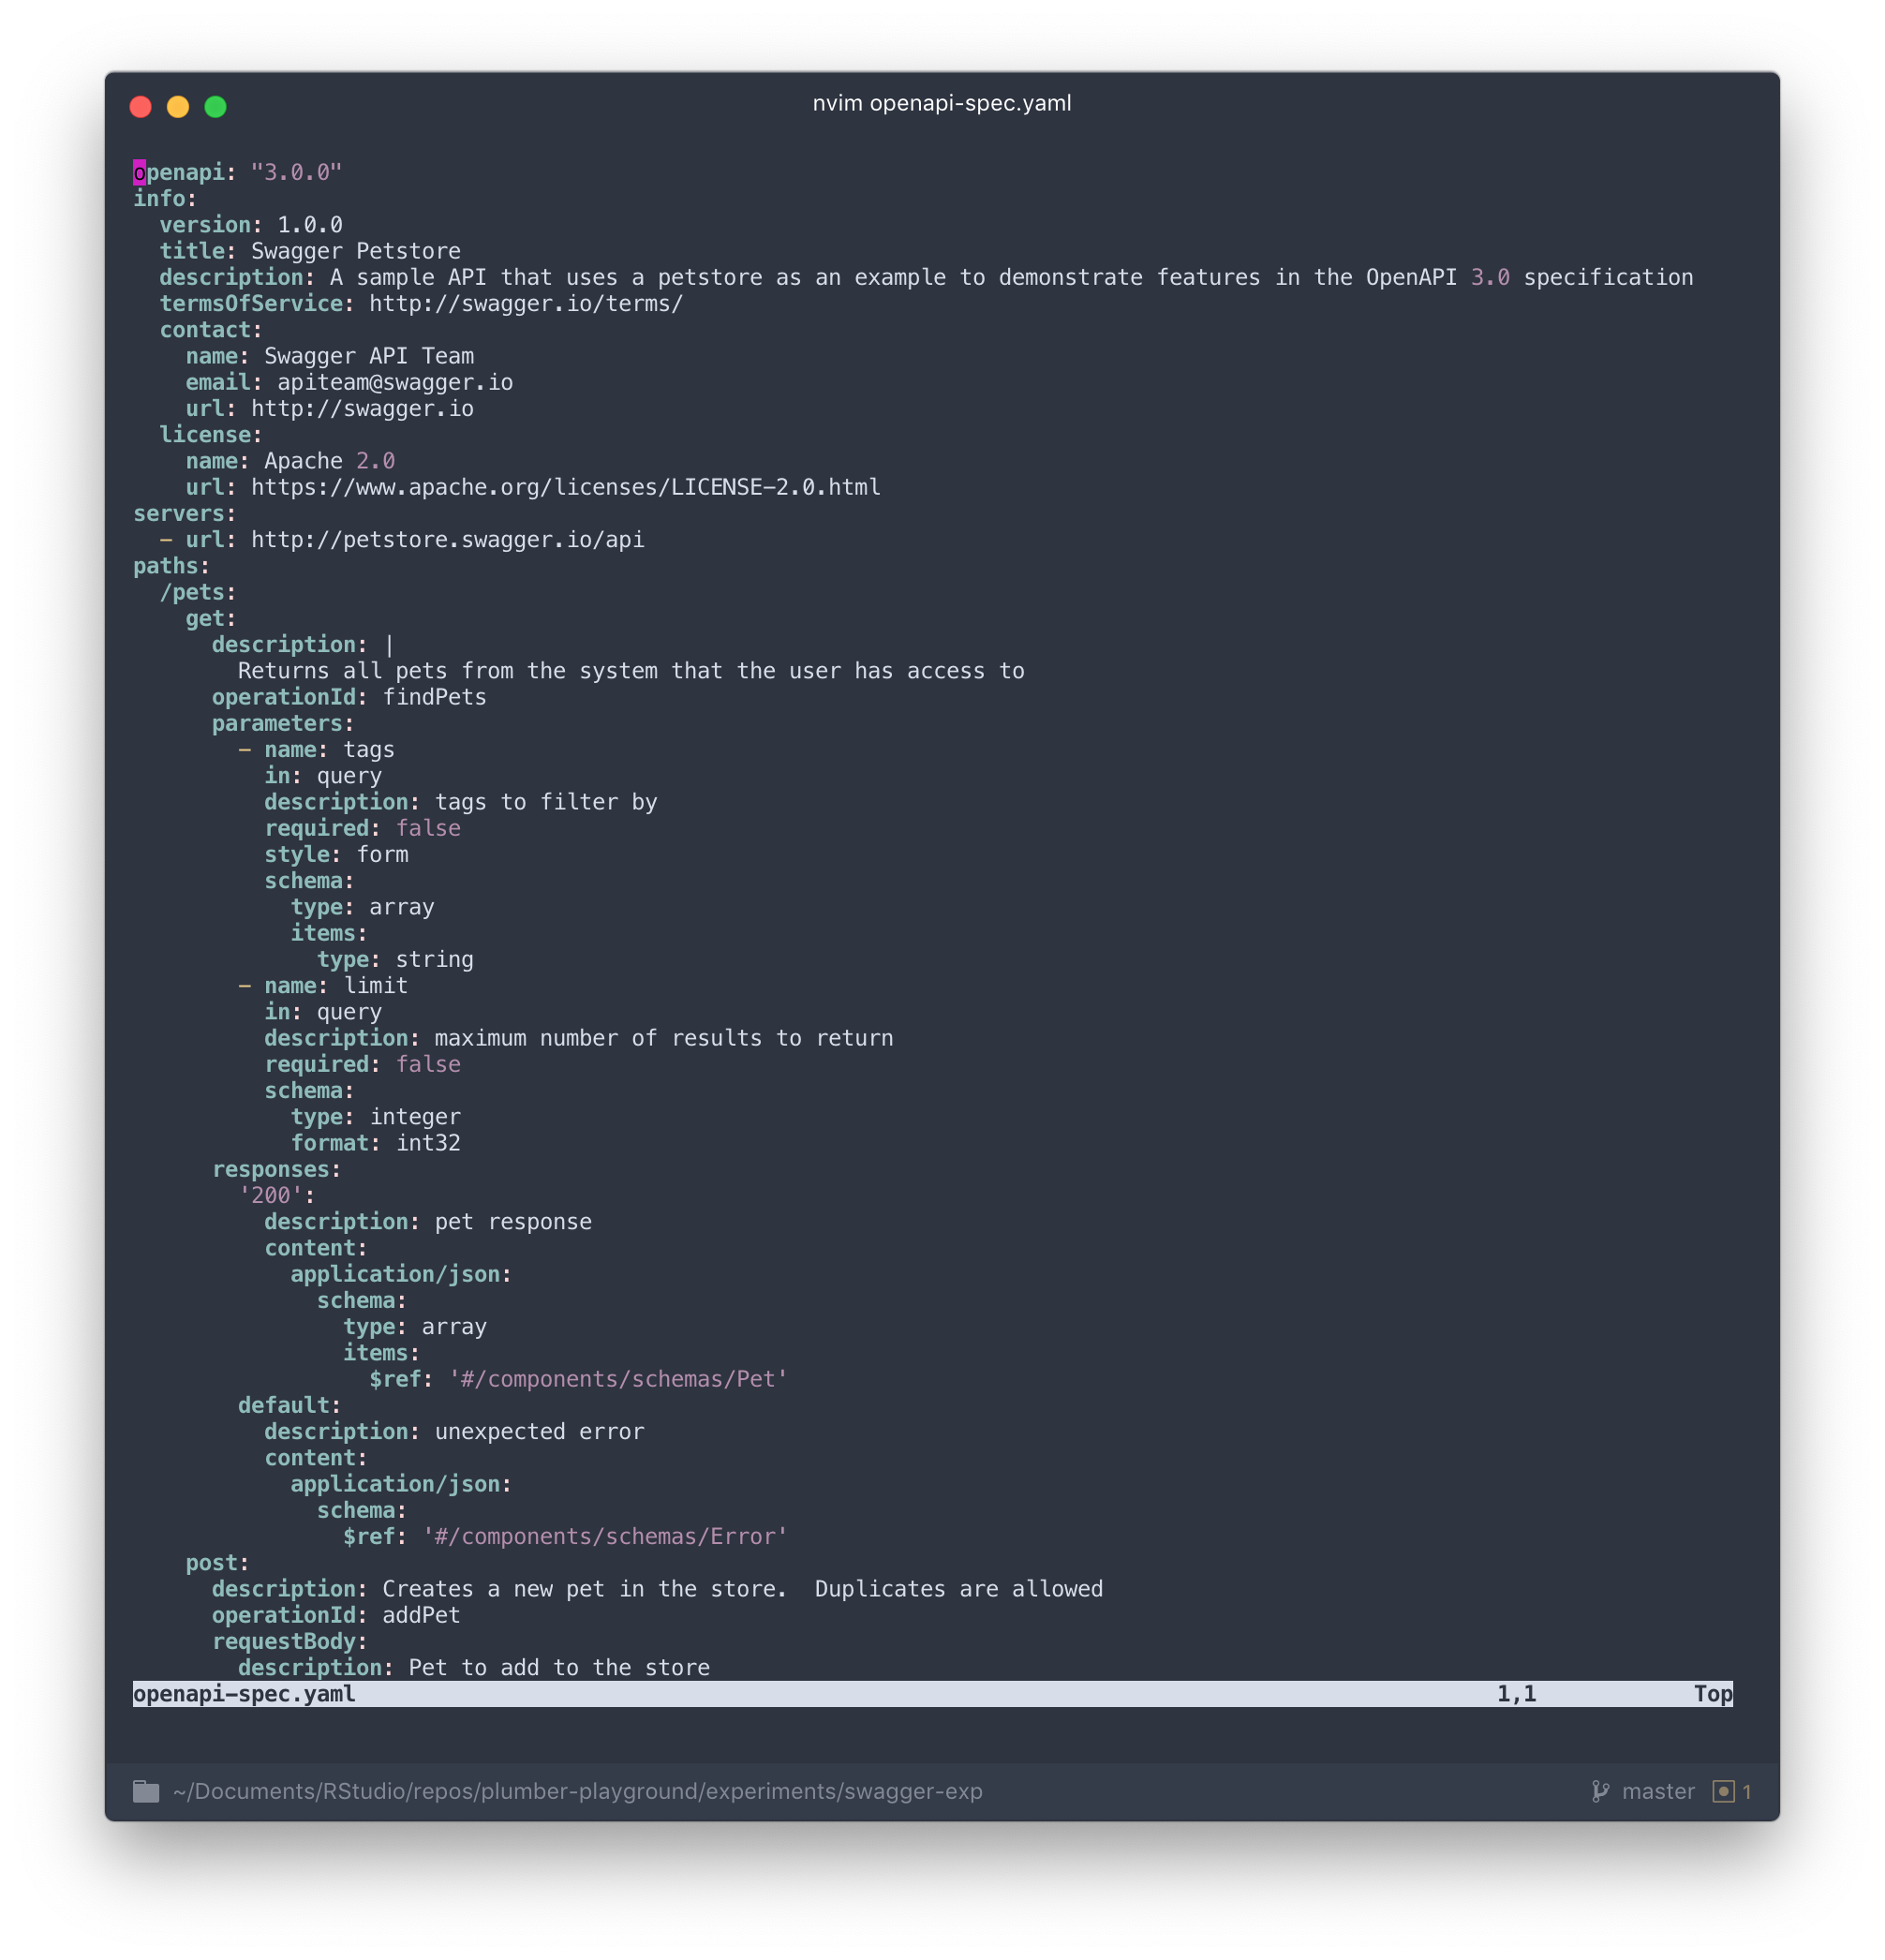 nvim openapi-spec.yaml
openapi: "3.0.0"
info:
  version: 1.0.0
  title: Swagger Petstore
  description: A sample API that uses a petstore as an example to demonstrate features in the OpenAPI 3.0 specification
  termsOfService: http://swagger.io/terms/
  contact:
    name: Swagger API Team
    email: apiteam@swagger.io
    url: http://swagger.io
  license:
    name: Apache 2.0
    url: https://www.apache.org/licenses/LICENSE-2.0.html
servers:
  - url: http://petstore.swagger.io/api
paths:
  /pets:
    get:
      description: |
        Returns all pets from the system that the user has access to
      operationId: findPets
      parameters:
        - name: tags
          in: query
          description: tags to filter by
          required: false
          style: form
          schema:
            type: array
            items:
              type: string
        - name: limit
          in: query
          description: maximum number of results to return
          required: false
          schema:
            type: integer
            format: int32
      responses:
        '200':
          description: pet response
          content:
            application/json:
              schema:
                type: array
                items:
                  $ref: '#/components/schemas/Pet'
        default:
          description: unexpected error
          content:
            application/json:
              schema:
                $ref: '#/components/schemas/Error'
    post:
      description: Creates a new pet in the store.  Duplicates are allowed
      operationId: addPet
      requestBody:
        description: Pet to add to the store
openapi-spec.yaml 1,1 Top
~/Documents/RStudio/repos/plumber-playground/experiments/swagger-exp master 1